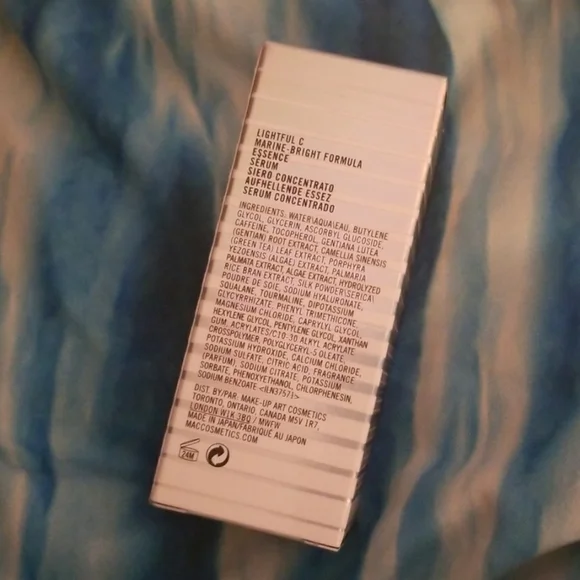 LIGHTFUL C
MARINE-BRIGHT FORMULA
ESSENCE
SERUM
SIERO CONCENTRATO
AUFHELLENDE ESSEZ
SERUM CONCENTRADO
INGREDIENTS: WATER\AQUA\EAU, BUTYLENE
GLYCOL, GLYCERIN, ASCORBYL GLUCOSIDE,
CAFFEINE, TOCOPHEROL, GENTIANA LUTEA
(GENTIAN) ROOT EXTRACT, CAMELLIA SINENSIS
(GREEN TEA) LEAF EXTRACT, PORPHYRA
YEZOENSIS (ALGAE) EXTRACT, PALMARIA
PALMATA EXTRACT, ALGAE EXTRACT, HYDROLYZED
RICE BRAN EXTRACT, SILK POWDER\SERICA\
POUDRE DE SOIE, SODIUM HYALURONATE,
SQUALANE, TOURMALINE, DIPOTASSIUM
GLYCYRRHIZATE, PHENYL TRIMETHICONE,
MAGNESIUM CHLORIDE, CAPRYLYL GLYCOL,
HEXYLENE GLYCOL, PENTYLENE GLYCOL, XANTHAN
GUM, ACRYLATES/C10-30 ALKYL ACRYLATE
CROSSPOLYMER, POLYGLYCERYL-5 OLEATE,
POTASSIUM HYDROXIDE, CALCIUM CHLORIDE,
SODIUM SULFATE, CITRIC ACID, FRAGRANCE
(PARFUM), SODIUM CITRATE, POTASSIUM
SORBATE, PHENOXYETHANOL, CHLORPHENESIN,
SODIUM BENZOATE <ILN37571>
DIST. BY/PAR. MAKE-UP ART COSMETICS
TORONTO, ONTARIO, CANADA M5V 1R7,
LONDON W1K 3BQ / MWFW
MADE IN JAPAN/FABRIQUÉ AU JAPON
MACCOSMETICS.COM
24M